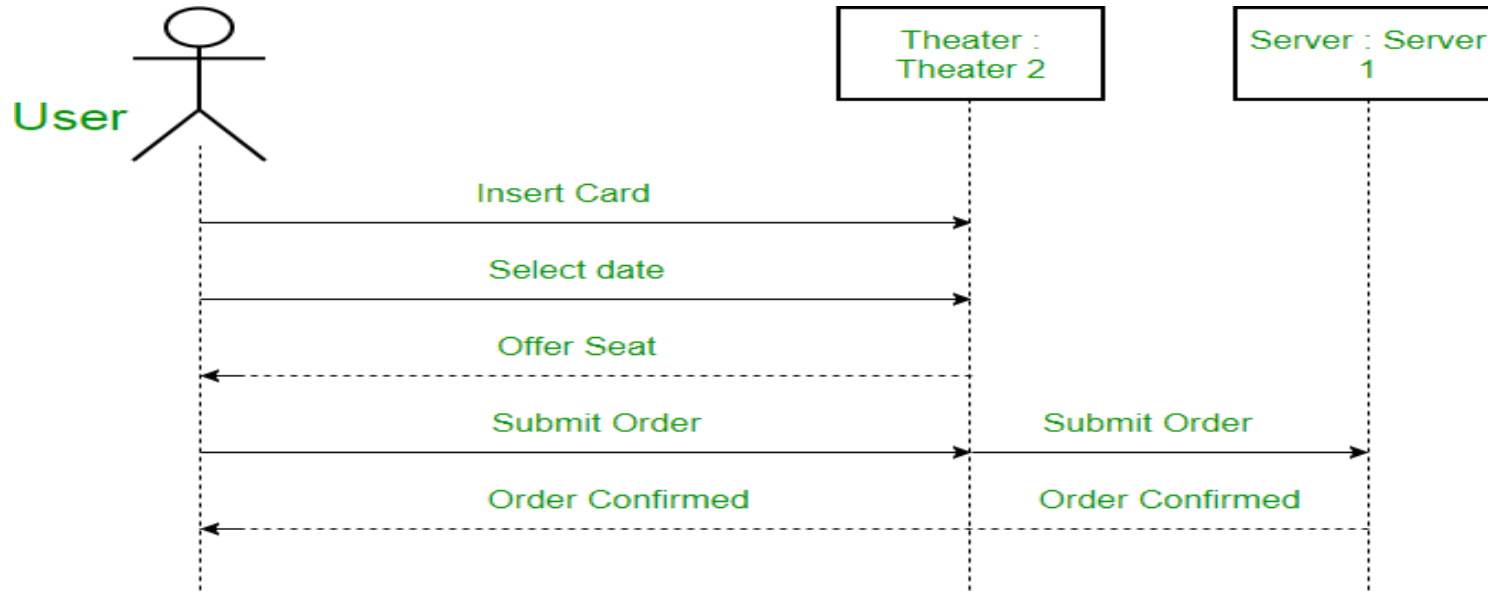 User
Theater :
Theater 2
Server : Server
1
Insert Card
Select date
Offer Seat
Submit Order
Submit Order
Order Confirmed
Order Confirmed